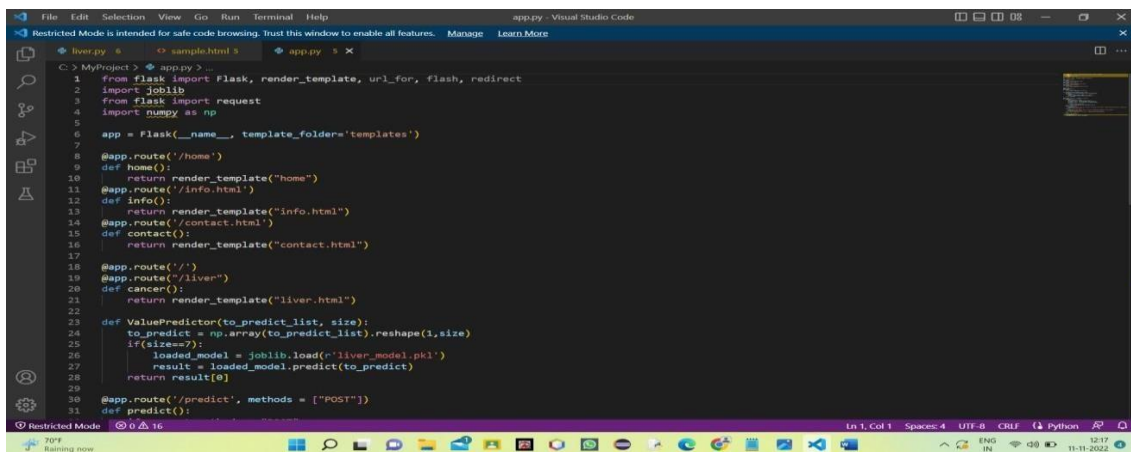 File Edit Selection View Go Run Terminal Help app.py - Visual Studio Code
Restricted Mode is intended for safe code browsing. Trust this window to enable all features. Manage Learn More
liver.py 6 sample.html 5 app.py 5
C: > MyProject > app.py > ...
1 from flask import Flask, render_template, url_for, flash, redirect
2 import joblib
3 from flask import request
4 import numpy as np
5
6 app = Flask(__name__, template_folder='templates')
7
8 @app.route('/home')
9 def home():
10 return render_template("home")
11 @app.route('/info.html')
12 def info():
13 return render_template("info.html")
14 @app.route('/contact.html')
15 def contact():
16 return render_template("contact.html")
17
18 @app.route('/')
19 @app.route("/liver")
20 def cancer():
21 return render_template("liver.html")
22
23 def ValuePredictor(to_predict_list, size):
24 to_predict = np.array(to_predict_list).reshape(1,size)
25 if(size==7):
26 loaded_model = joblib.load(r'liver_model.pkl')
27 result = loaded_model.predict(to_predict)
28 return result[0]
29
30 @app.route('/predict', methods = ["POST"])
31 def predict():
Restricted Mode 0 16 Ln 1, Col 1 Spaces: 4 UTF-8 CRLF Python
70°F
Raining now
ENG
IN
12:17
11-11-2022